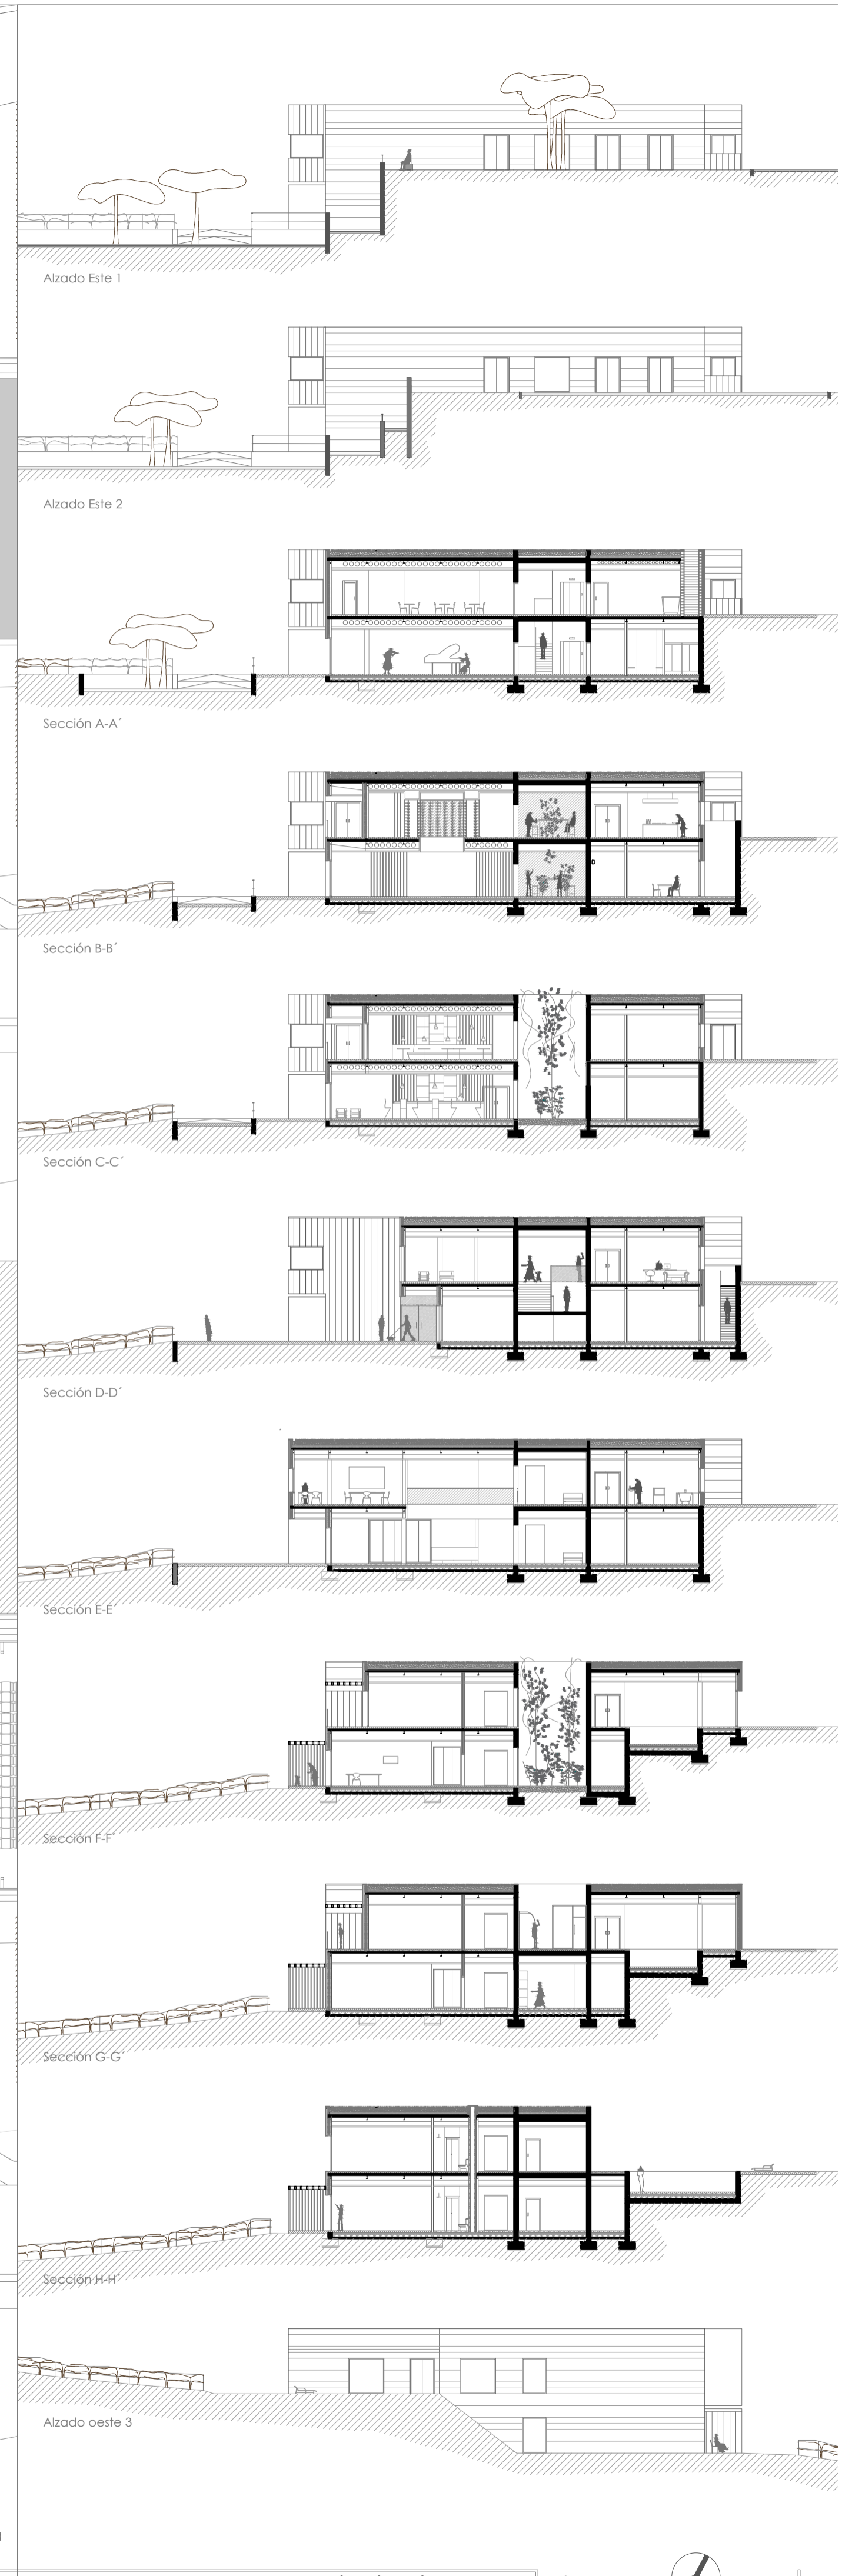 Alzado Este 1
Alzado Este 2
Sección A-A´
Sección B-B´
Sección C-C´
Sección D-D´
Sección E-E´
Sección F-F´
Sección G-G´
Sección H-H´
Alzado oeste 3